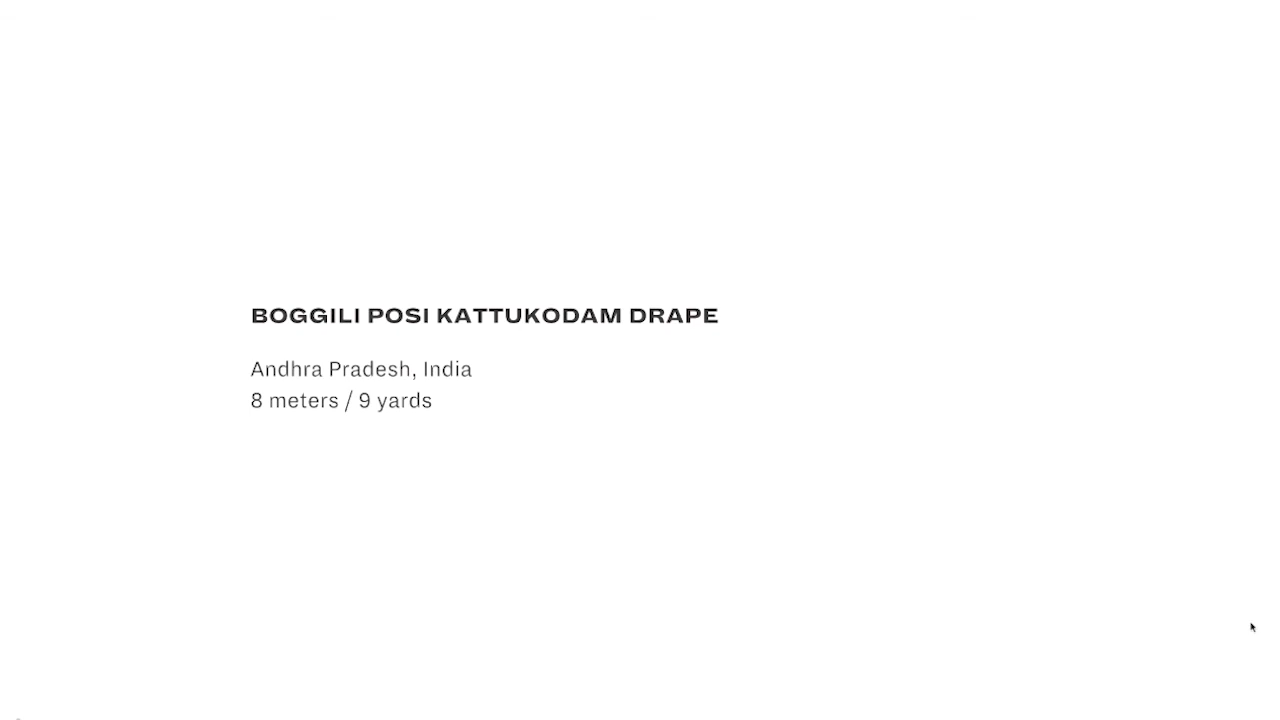 BOGGILI POSI KATTUKODAM DRAPE
Andhra Pradesh, India
8 meters / 9 yards